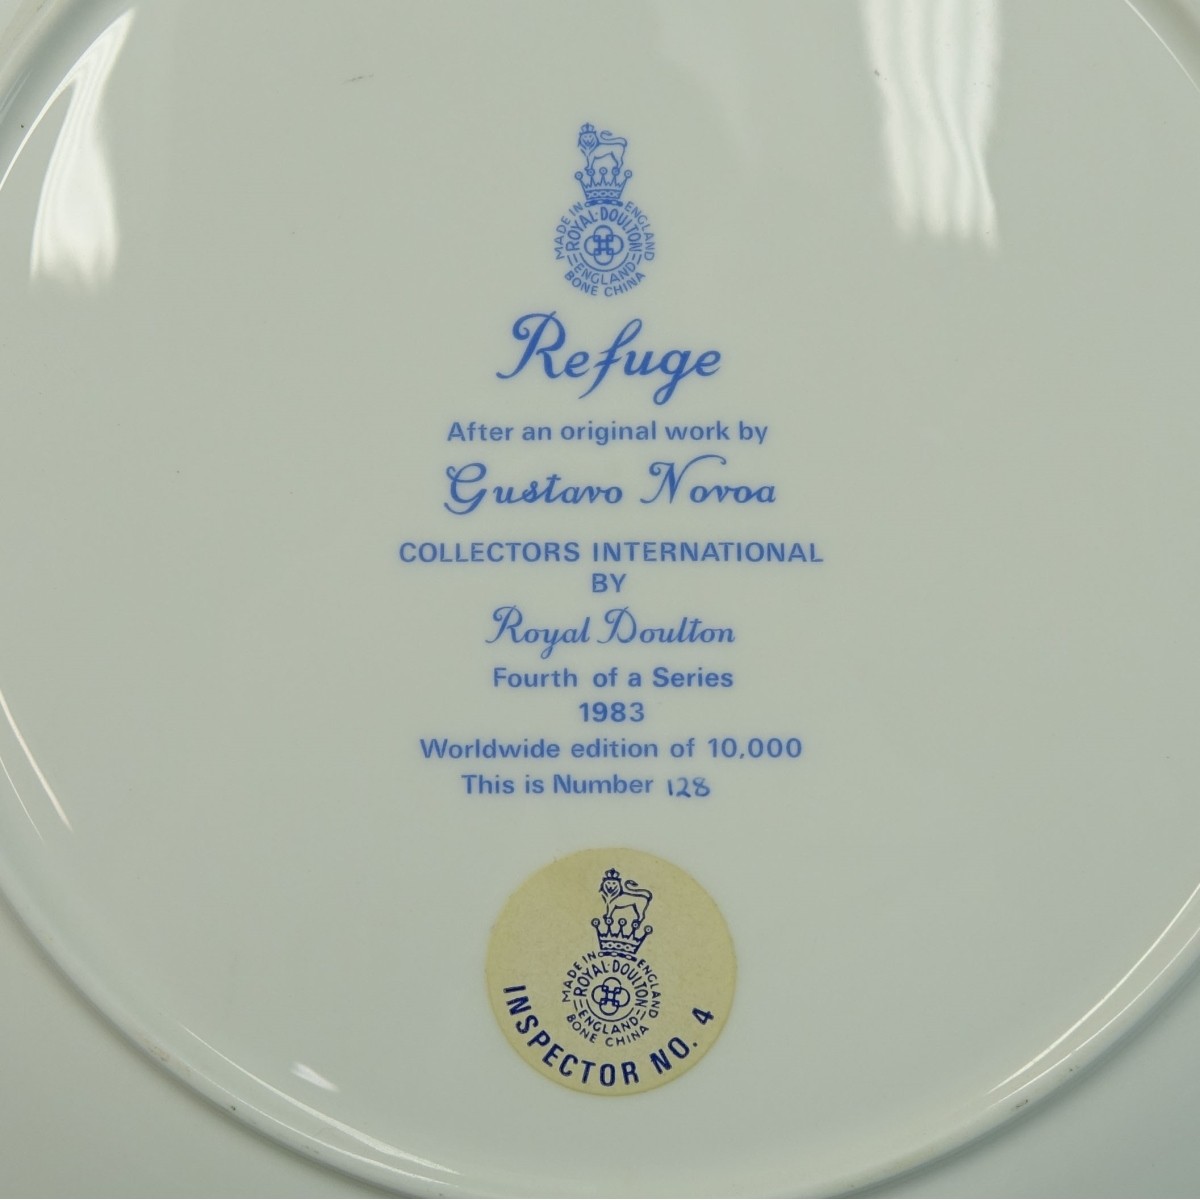 MADE IN ENGLAND
ROYAL·DOULTON
ENGLAND
BONE CHINA
Refuge
After an original work by
Gustavo Novoa
COLLECTORS INTERNATIONAL
BY
Royal Doulton
Fourth of a Series
1983
Worldwide edition of 10,000
This is Number 128
MADE IN ENGLAND
ROYAL·DOULTON
ENGLAND
BONE CHINA
INSPECTOR NO. 4